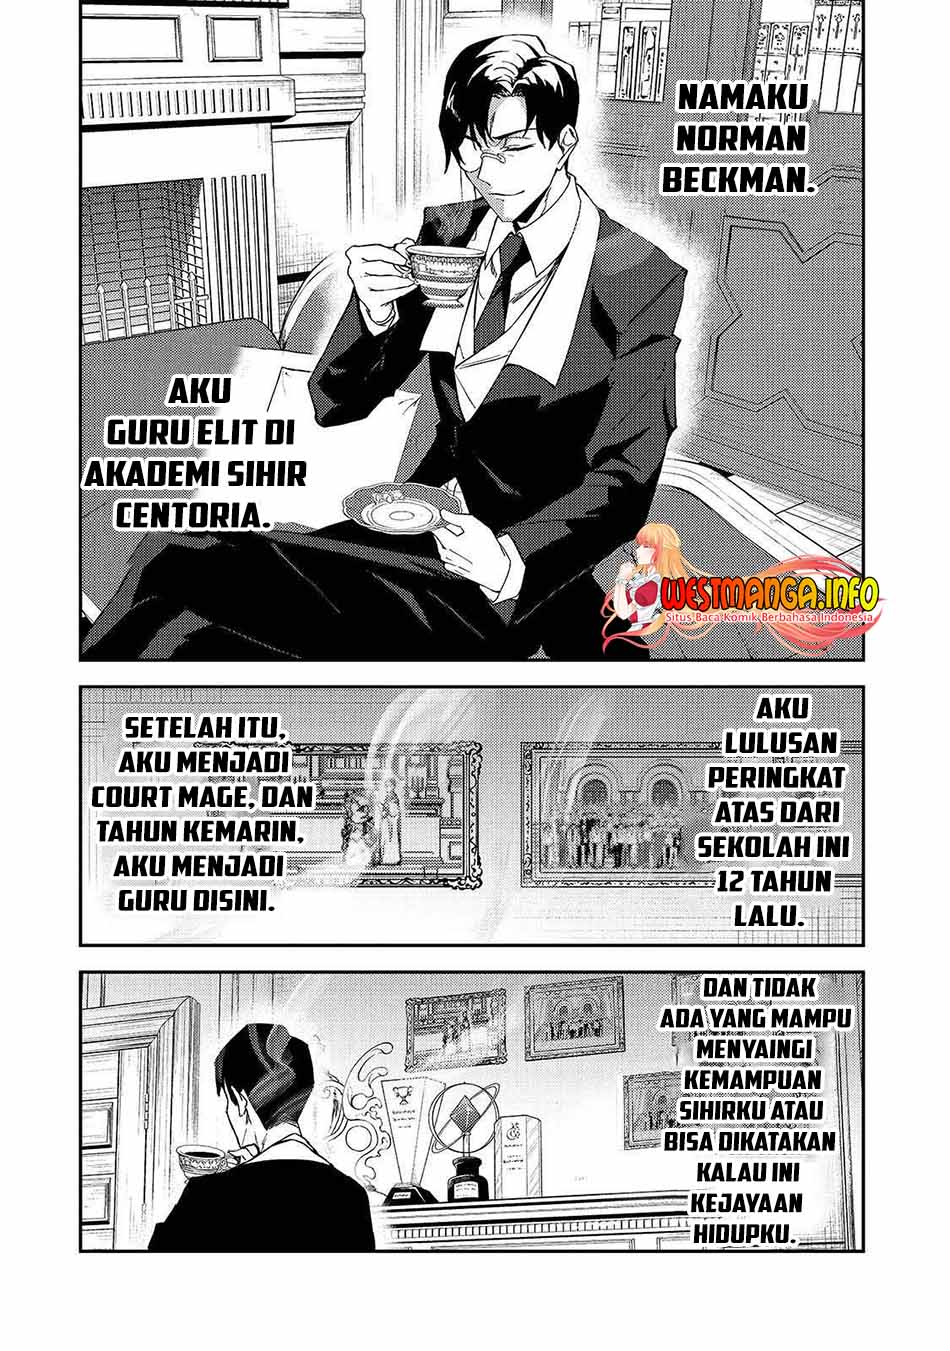 NAMAKU
NORMAN
BECKMAN.
AKU
GURU ELIT DI
AKADEMI SIHIR
CENTORIA.
WESTMANGA.INFO
Situs Baca Komik Berbahasa Indonesia
AKU
LULUSAN
PERINGKAT
ATAS DARI
SEKOLAH INI
12 TAHUN
LALU.
SETELAH ITU,
AKU MENJADI
COURT MAGE, DAN
TAHUN KEMARIN,
AKU MENJADI
GURU DISINI.
DAN TIDAK
ADA YANG MAMPU
MENYAINGI
KEMAMPUAN
SIHIRKU ATAU
BISA DIKATAKAN
KALAU INI
KEJAYAAN
HIDUPKU.